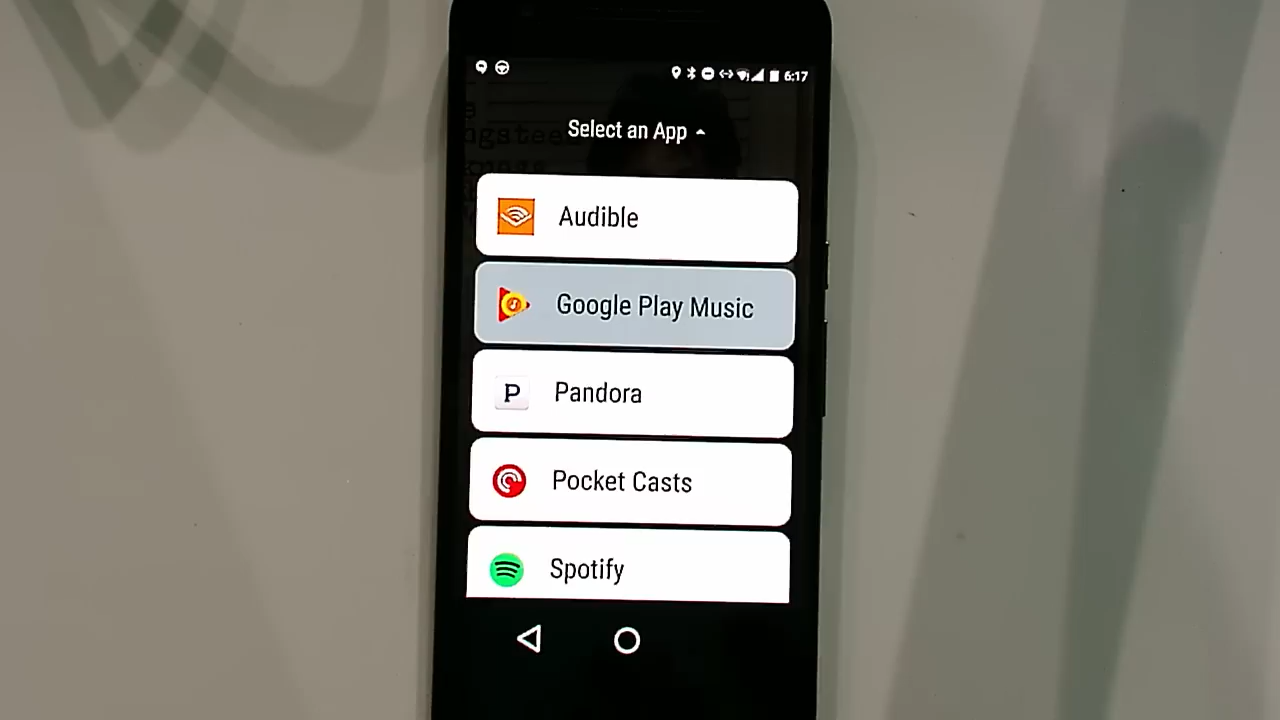 6:17
Select an App
Audible
Google Play Music
P Pandora
Pocket Casts
Spotify